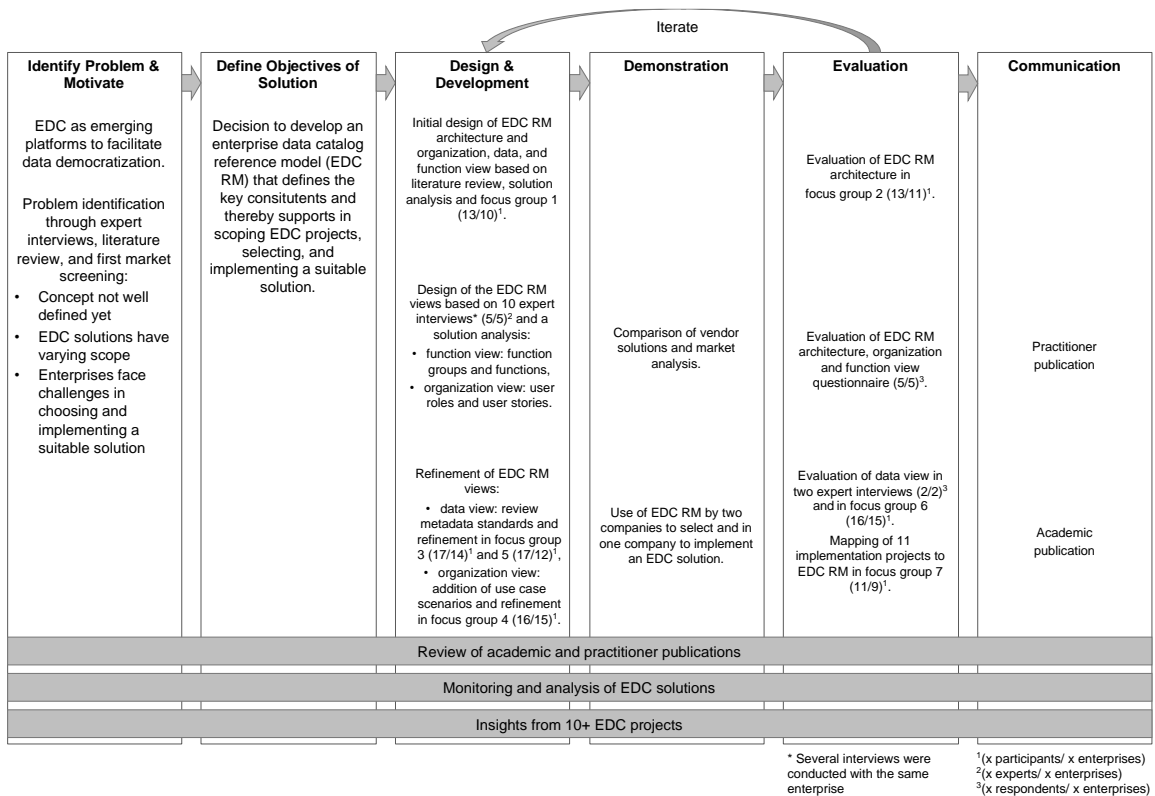 Iterate
Identify Problem &
Motivate
EDC as emerging
platforms to facilitate
data democratization.
Problem identification
through expert
interviews, literature
review, and first market
screening:
• Concept not well
defined yet
• EDC solutions have
varying scope
• Enterprises face
challenges in
choosing and
implementing a
suitable solution
Define Objectives of
Solution
Decision to develop an
enterprise data catalog
reference model (EDC
RM) that defines the
key consitutents and
thereby supports in
scoping EDC projects,
selecting, and
implementing a suitable
solution.
Design &
Development
Initial design of EDC RM
architecture and
organization, data, and
function view based on
literature review, solution
analysis and focus group 1
(13/10)¹.
Design of the EDC RM
views based on 10 expert
interviews* (5/5)² and a
solution analysis:
• function view: function
groups and functions,
• organization view: user
roles and user stories.
Refinement of EDC RM
views:
• data view: review
metadata standards and
refinement in focus group
3 (17/14)¹ and 5 (17/12)¹,
• organization view:
addition of use case
scenarios and refinement
in focus group 4 (16/15)¹.
Demonstration
Comparison of vendor
solutions and market
analysis.
Use of EDC RM by two
companies to select and in
one company to implement
an EDC solution.
Evaluation
Evaluation of EDC RM
architecture in
focus group 2 (13/11)¹.
Evaluation of EDC RM
architecture, organization
and function view
questionnaire (5/5)³.
Evaluation of data view in
two expert interviews (2/2)³
and in focus group 6
(16/15)¹.
Mapping of 11
implementation projects to
EDC RM in focus group 7
(11/9)¹.
Communication
Practitioner
publication
Academic
publication
Review of academic and practitioner publications
Monitoring and analysis of EDC solutions
Insights from 10+ EDC projects
* Several interviews were
conducted with the same
enterprise
¹(x participants/ x enterprises)
²(x experts/ x enterprises)
³(x respondents/ x enterprises)